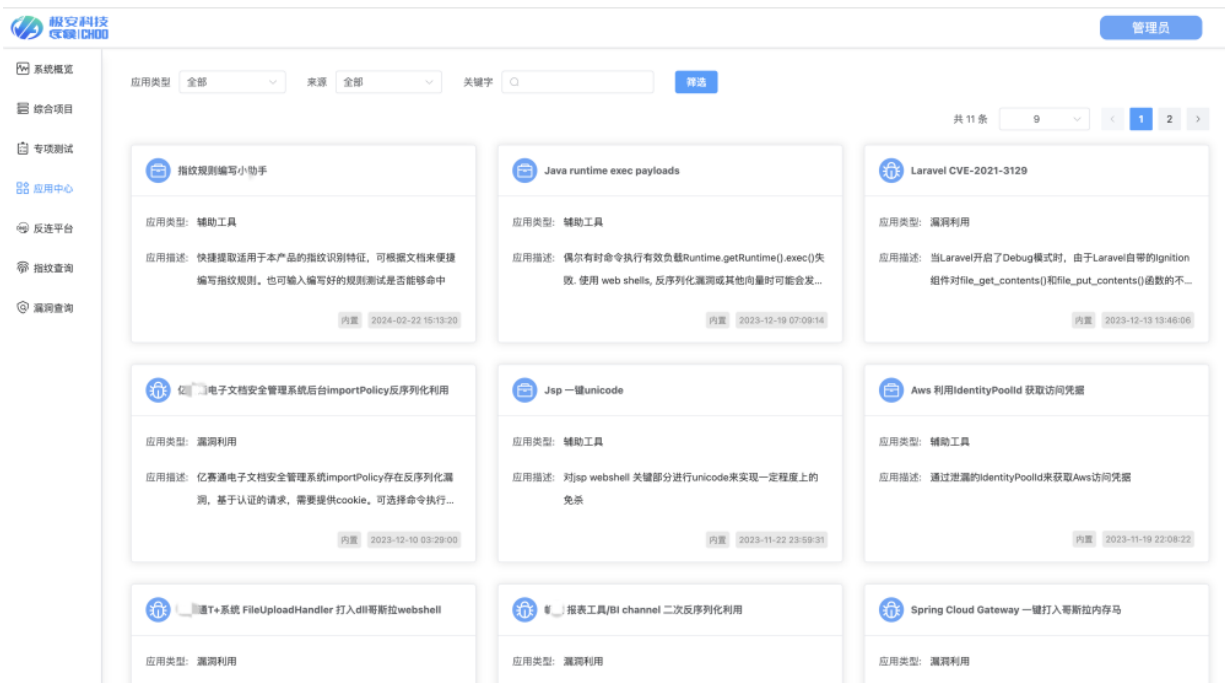 极安科技
CHOO
管理员
系统概览
综合项目
专项测试
应用中心
反连平台
指纹查询
漏洞查询
应用类型 全部 来源 全部 关键字 筛选
共 11 条 9 1 2
指纹规则编写小助手
应用类型: 辅助工具
应用描述: 快捷提取适用于本产品的指纹识别特征，可根据文档来便捷
编写指纹规则。也可输入编写好的规则测试是否能够命中
内置 2024-02-22 15:13:20
Java runtime exec payloads
应用类型: 辅助工具
应用描述: 偶尔有时命令执行有效负载Runtime.getRuntime().exec()失
败. 使用 web shells, 反序列化漏洞或其他向量时可能会发...
内置 2023-12-19 07:09:14
Laravel CVE-2021-3129
应用类型: 漏洞利用
应用描述: 当Laravel开启了Debug模式时，由于Laravel自带的Ignition
组件对file_get_contents()和file_put_contents()函数的不...
内置 2023-12-13 13:46:06
亿 电子文档安全管理系统后台importPolicy反序列化利用
应用类型: 漏洞利用
应用描述: 亿赛通电子文档安全管理系统importPolicy存在反序列化漏
洞，基于认证的请求，需要提供cookie。可选择命令执行...
内置 2023-12-10 03:29:00
Jsp 一键unicode
应用类型: 辅助工具
应用描述: 对jsp webshell 关键部分进行unicode来实现一定程度上的
免杀
内置 2023-11-22 23:59:31
Aws 利用IdentityPoolId 获取访问凭据
应用类型: 辅助工具
应用描述: 通过泄漏的IdentityPoolId来获取Aws访问凭据
内置 2023-11-19 22:08:22
通T+系统 FileUploadHandler 打入dll哥斯拉webshell
应用类型: 漏洞利用
报表工具/BI channel 二次反序列化利用
应用类型: 漏洞利用
Spring Cloud Gateway 一键打入哥斯拉内存马
应用类型: 漏洞利用